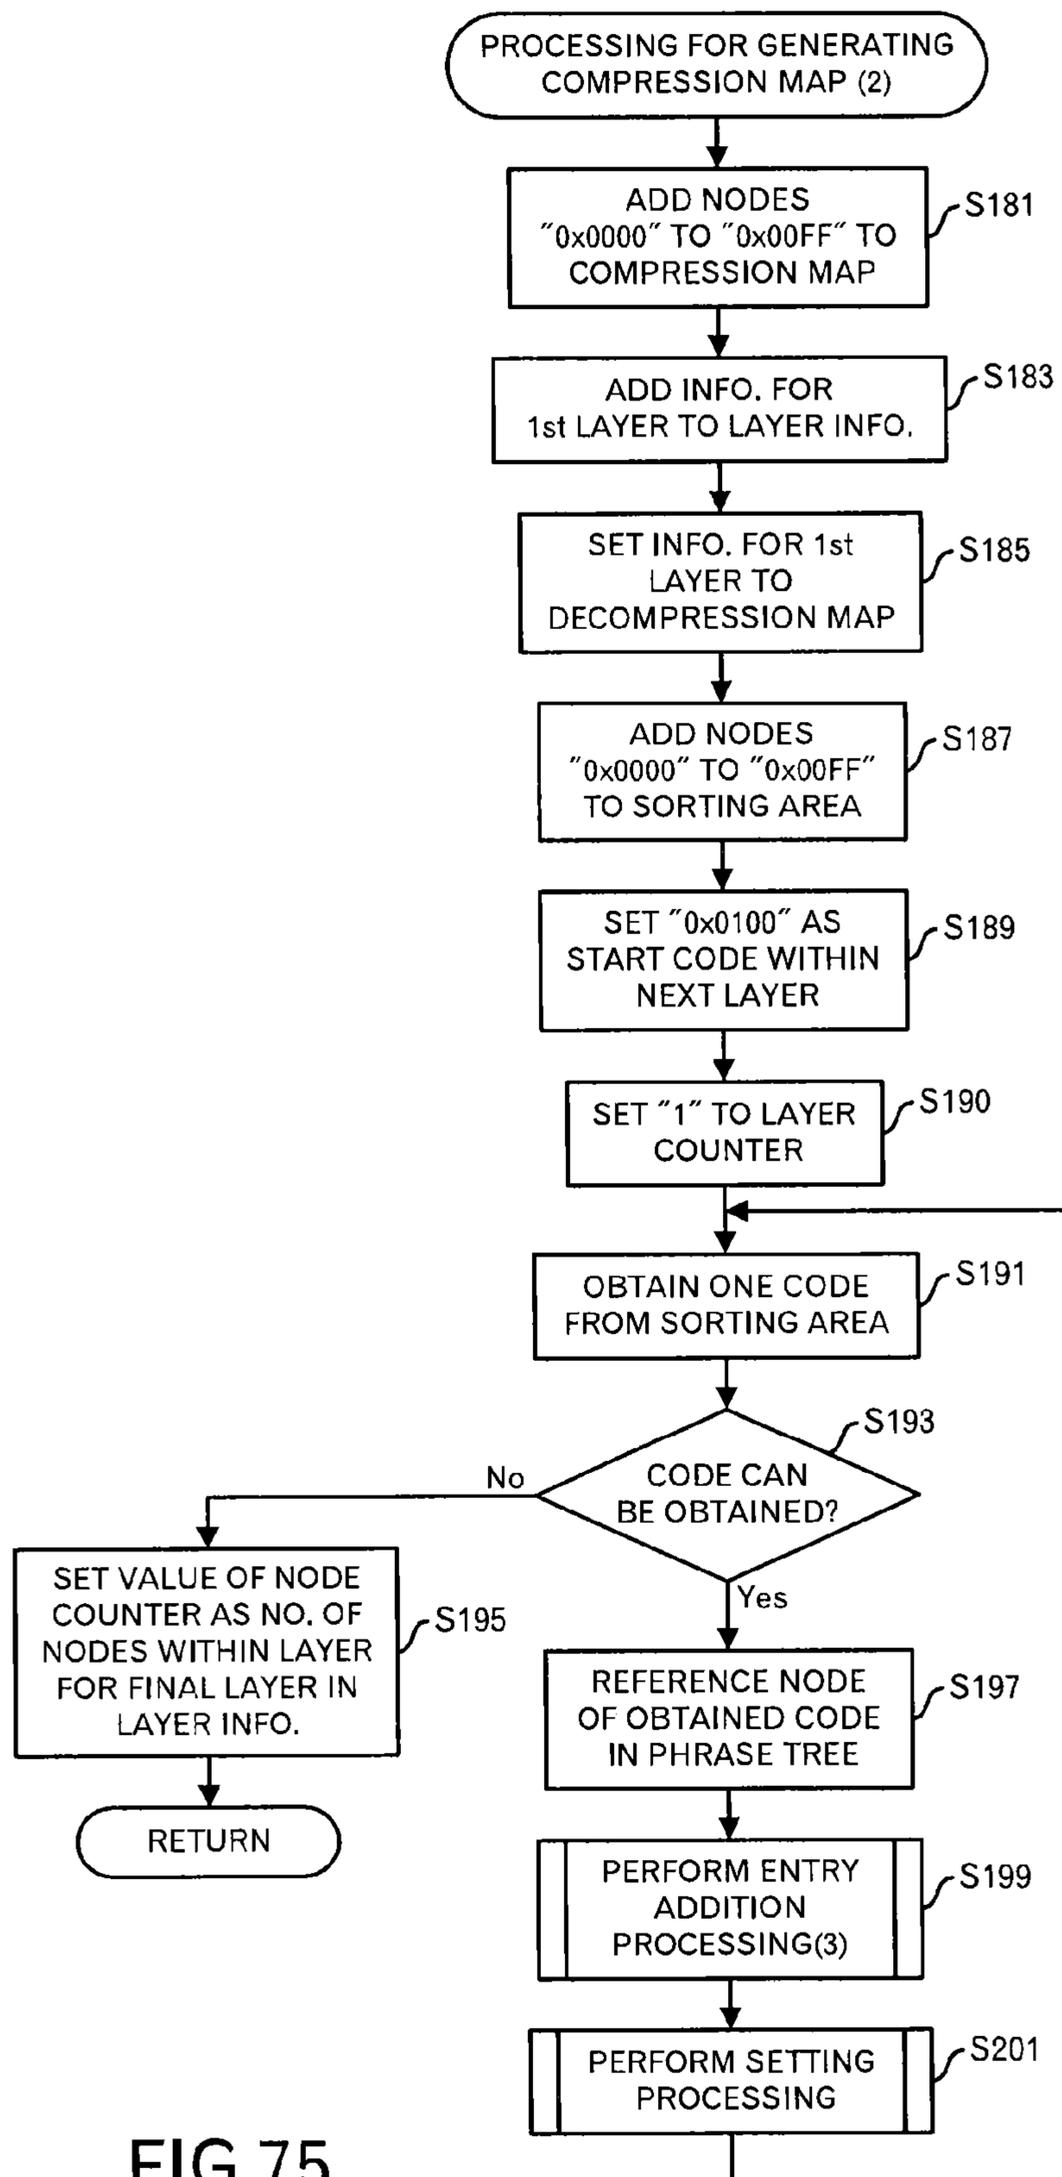 PROCESSING FOR GENERATING
COMPRESSION MAP (2)
ADD NODES
"0x0000" TO "0x00FF" TO
COMPRESSION MAP
S181
ADD INFO. FOR
1st LAYER TO LAYER INFO.
S183
SET INFO. FOR 1st
LAYER TO
DECOMPRESSION MAP
S185
ADD NODES
"0x0000" TO "0x00FF"
TO SORTING AREA
S187
SET "0x0100" AS
START CODE WITHIN
NEXT LAYER
S189
SET "1" TO LAYER
COUNTER
S190
OBTAIN ONE CODE
FROM SORTING AREA
S191
CODE CAN
BE OBTAINED?
S193
No
Yes
SET VALUE OF NODE
COUNTER AS NO. OF
NODES WITHIN LAYER
FOR FINAL LAYER IN
LAYER INFO.
S195
RETURN
REFERENCE NODE
OF OBTAINED CODE
IN PHRASE TREE
S197
PERFORM ENTRY
ADDITION
PROCESSING(3)
S199
PERFORM SETTING
PROCESSING
S201
FIG.75